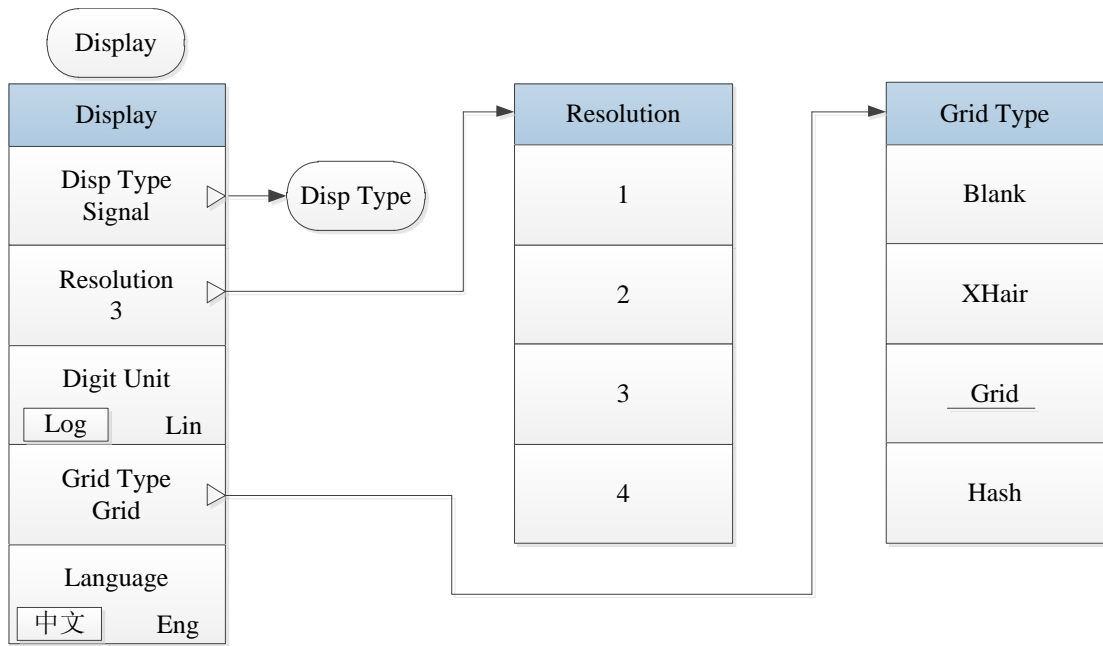 Display
Display
Disp Type
Signal
Disp Type
Resolution
3
Digit Unit
Log Lin
Grid Type
Grid
Language
中文 Eng
Resolution
1
2
3
4
Grid Type
Blank
XHair
Grid
Hash